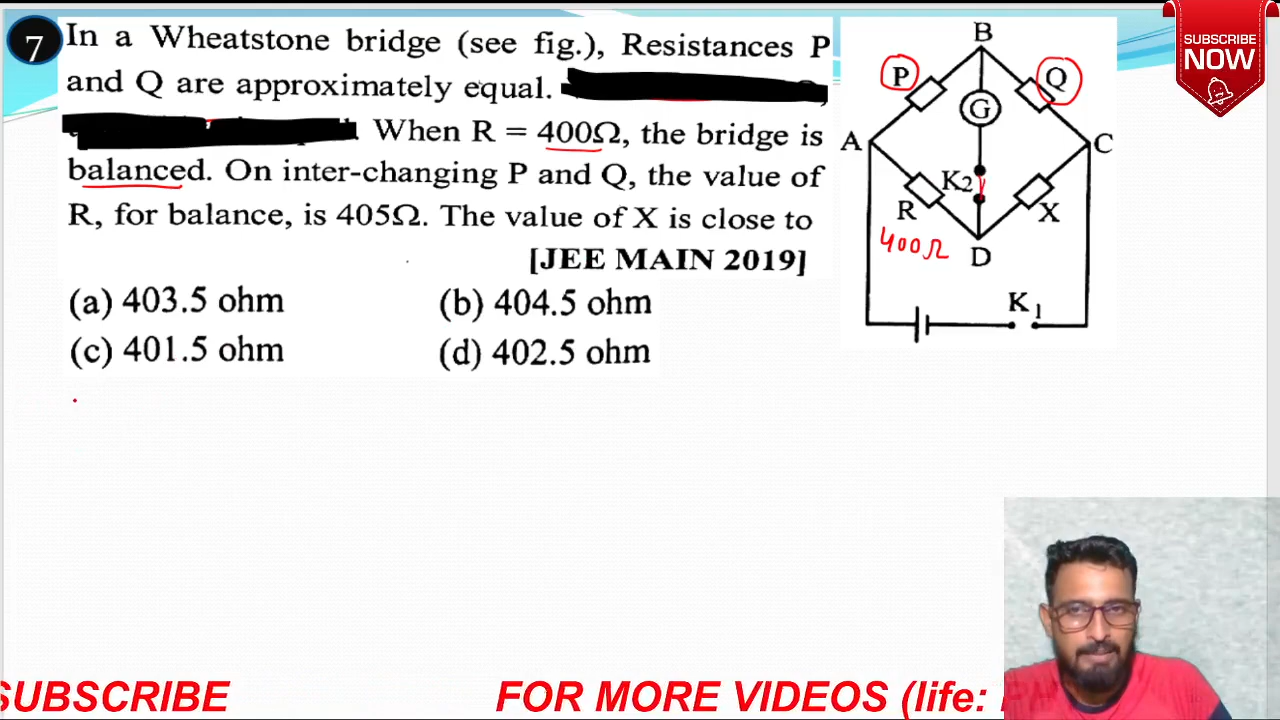 7
In a Wheatstone bridge (see fig.), Resistances P
and Q are approximately equal.
. When R = 400Ω, the bridge is
balanced. On inter-changing P and Q, the value of
R, for balance, is 405Ω. The value of X is close to
[JEE MAIN 2019]
(a) 403.5 ohm (b) 404.5 ohm
(c) 401.5 ohm (d) 402.5 ohm
B
P Q
G
A C
K2
R X
400Ω
D
K1
SUBSCRIBE
NOW
SUBSCRIBE FOR MORE VIDEOS (life: